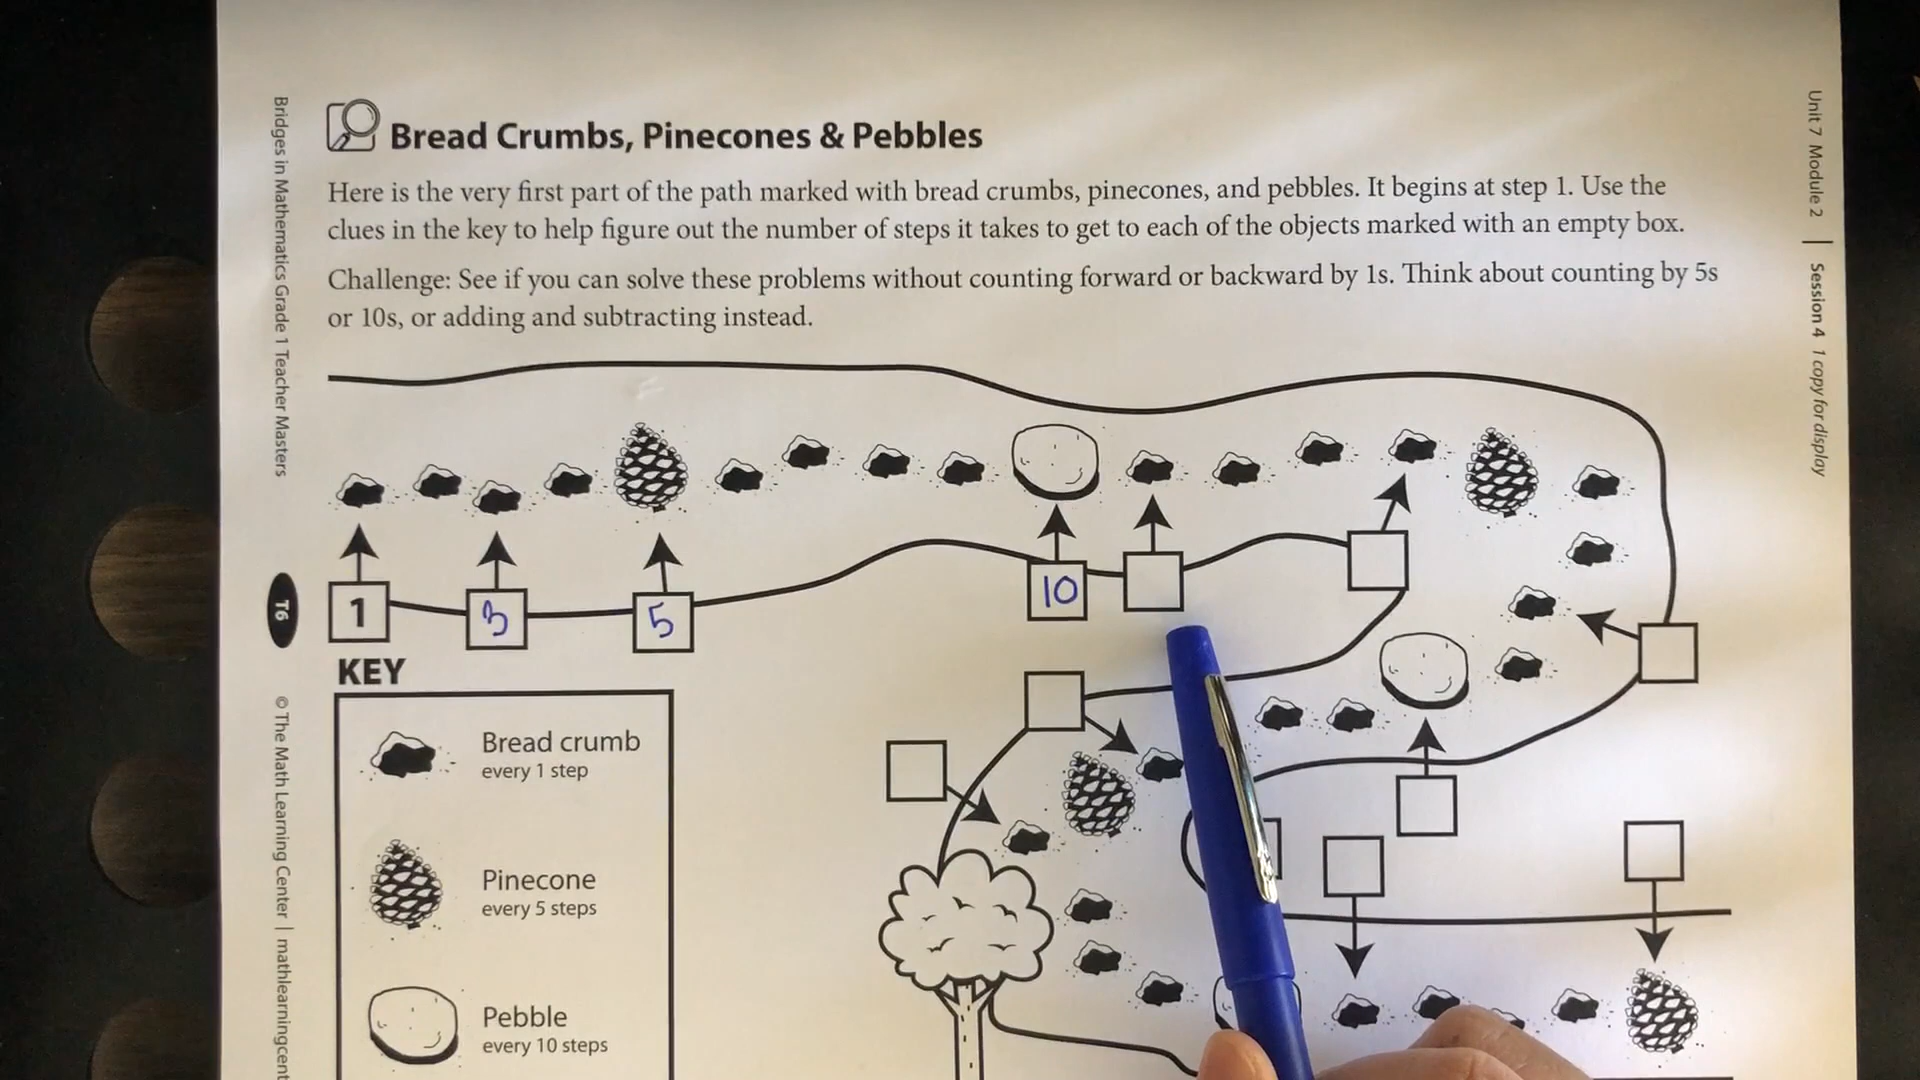 Bread Crumbs, Pinecones & Pebbles
Here is the very first part of the path marked with bread crumbs, pinecones, and pebbles. It begins at step 1. Use the
clues in the key to help figure out the number of steps it takes to get to each of the objects marked with an empty box.
Challenge: See if you can solve these problems without counting forward or backward by 1s. Think about counting by 5s
or 10s, or adding and subtracting instead.
1
3
5
10
KEY
Bread crumb
every 1 step
Pinecone
every 5 steps
Pebble
every 10 steps
Bridges in Mathematics Grade 1 Teacher Masters
T6
© The Math Learning Center |
Unit 7 Module 2 | Session 4 1 copy for display